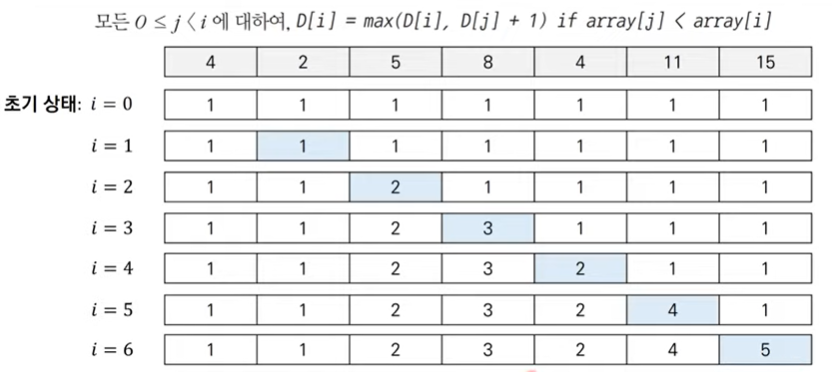 모든 0 ≤ j < i 에 대하여, D[i] = max(D[i], D[j] + 1) if array[j] < array[i]
4 2 5 8 4 11 15
초기 상태: i = 0 1 1 1 1 1 1 1
i = 1 1 1 1 1 1 1 1
i = 2 1 1 2 1 1 1 1
i = 3 1 1 2 3 1 1 1
i = 4 1 1 2 3 2 1 1
i = 5 1 1 2 3 2 4 1
i = 6 1 1 2 3 2 4 5